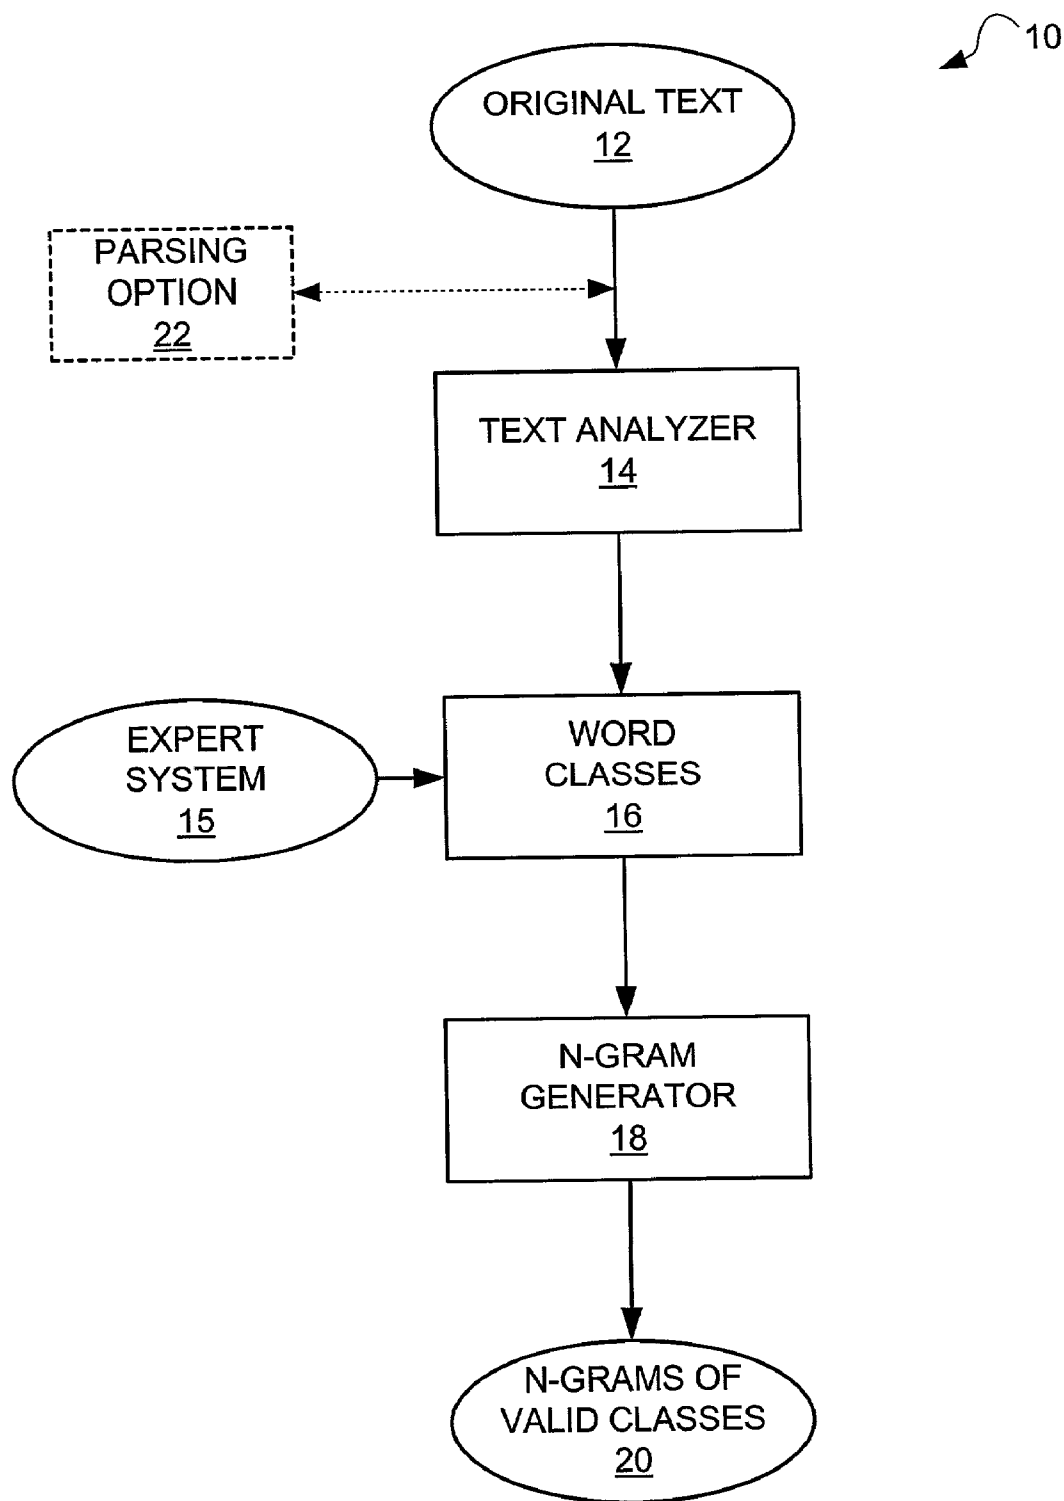 10
ORIGINAL TEXT
12
PARSING
OPTION
22
TEXT ANALYZER
14
EXPERT
SYSTEM
15
WORD
CLASSES
16
N-GRAM
GENERATOR
18
N-GRAMS OF
VALID CLASSES
20